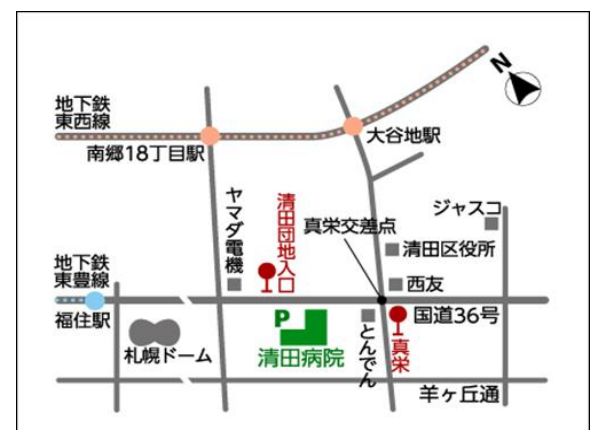 N
地下鉄
東西線
南郷18丁目駅
大谷地駅
ヤマダ電機
清田団地入口
真栄交差点
ジャスコ
清田区役所
西友
地下鉄
東豊線
福住駅
国道36号
札幌ドーム
P
清田病院
とんでん
真栄
羊ヶ丘通